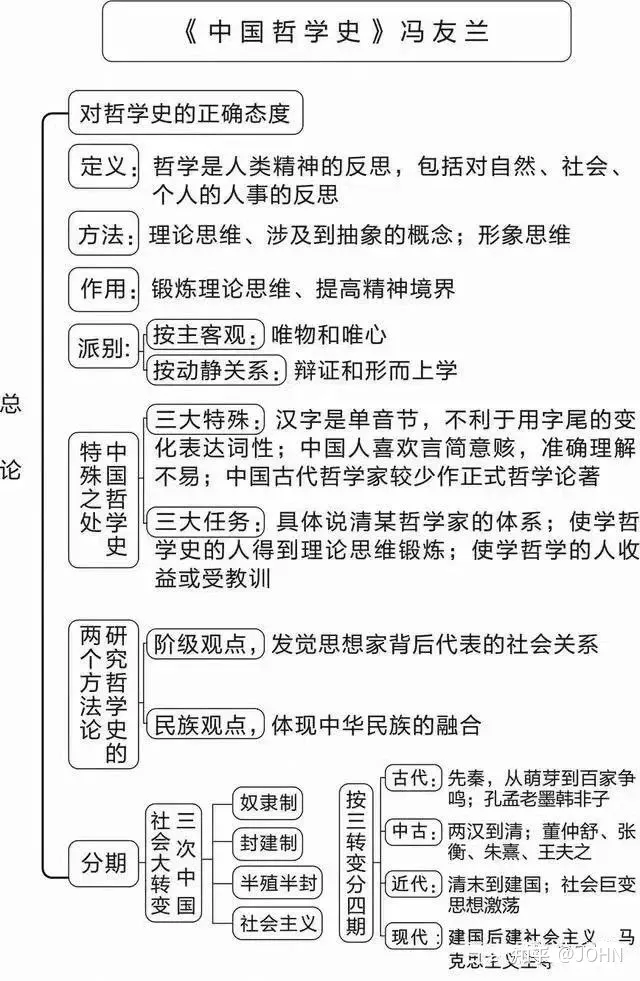 《中国哲学史》冯友兰
总论
对哲学史的正确态度
定义：哲学是人类精神的反思，包括对自然、社会、
个人的人事的反思
方法：理论思维、涉及到抽象的概念；形象思维
作用：锻炼理论思维、提高精神境界
派别：
按主客观：唯物和唯心
按动静关系：辩证和形而上学
中国哲学史
特殊之处
三大特殊：汉字是单音节，不利于用字尾的变
化表达词性；中国人喜欢言简意赅，准确理解
不易；中国古代哲学家较少作正式哲学论著
三大任务：具体说清某哲学家的体系；使学哲
学史的人得到理论思维锻炼；使学哲学的人收
益或受教训
研究哲学史的
两个方法论
阶级观点，发觉思想家背后代表的社会关系
民族观点，体现中华民族的融合
分期
三次中国
社会大转变
奴隶制
封建制
半殖半封
社会主义
按三转变分四期
古代：先秦，从萌芽到百家争
鸣；孔孟老墨韩非子
中古：两汉到清；董仲舒、张
衡、朱熹、王夫之
近代：清末到建国；社会巨变
思想激荡
现代：建国后建社会主义 马
克思主义主导
知乎 @JOHN